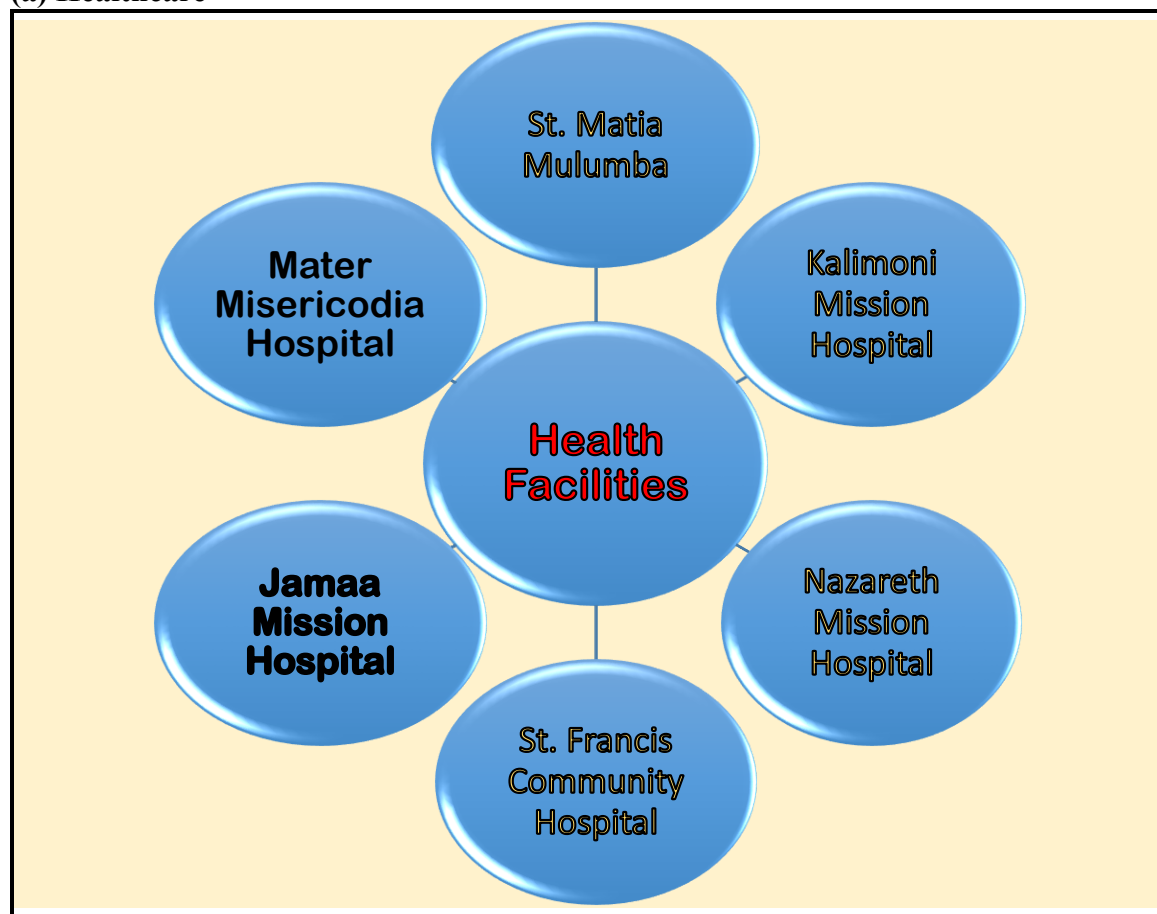 (a) Healthcare
St. Matia
Mulumba
Mater
Misericodia
Hospital
Kalimoni
Mission
Hospital
Health
Facilities
Jamaa
Mission
Hospital
Nazareth
Mission
Hospital
St. Francis
Community
Hospital